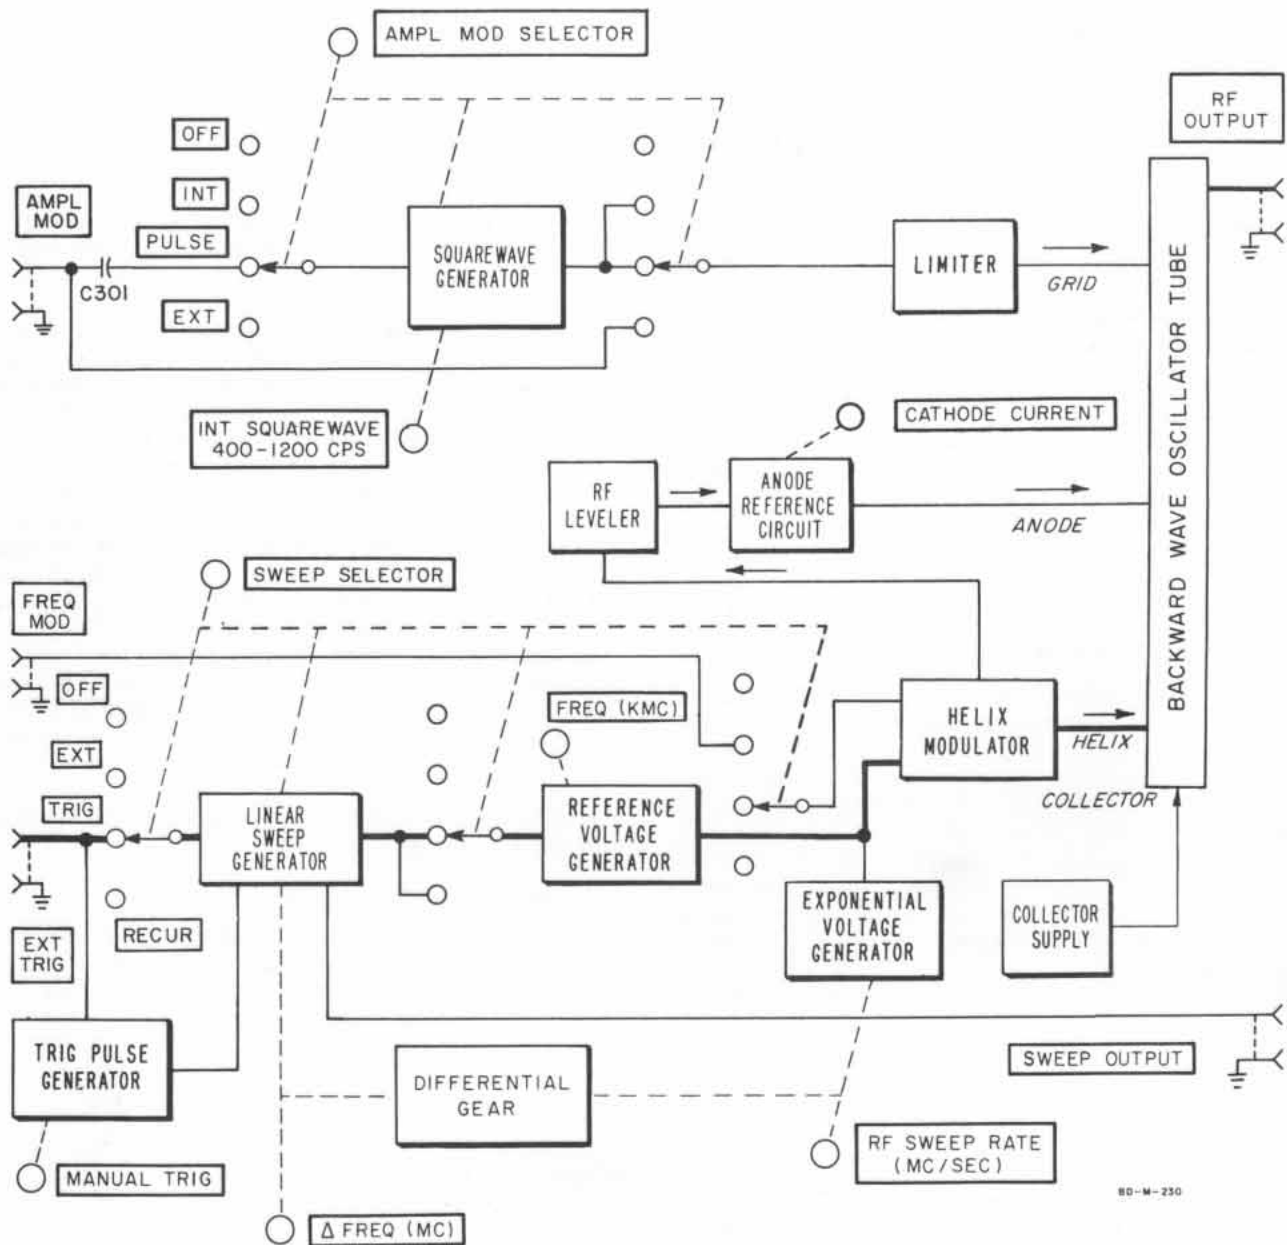 AMPL MOD SELECTOR
RF
OUTPUT
OFF
INT
AMPL
MOD
PULSE
C301
EXT
SQUAREWAVE
GENERATOR
LIMITER
GRID
BACKWARD WAVE OSCILLATOR TUBE
INT SQUAREWAVE
400-1200 CPS
CATHODE CURRENT
RF
LEVELER
ANODE
REFERENCE
CIRCUIT
ANODE
SWEEP SELECTOR
FREQ
MOD
OFF
EXT
TRIG
RECUR
EXT
TRIG
FREQ (KMC)
LINEAR
SWEEP
GENERATOR
REFERENCE
VOLTAGE
GENERATOR
HELIX
MODULATOR
HELIX
COLLECTOR
EXPONENTIAL
VOLTAGE
GENERATOR
COLLECTOR
SUPPLY
TRIG PULSE
GENERATOR
DIFFERENTIAL
GEAR
SWEEP OUTPUT
MANUAL TRIG
RF SWEEP RATE
(MC/SEC)
Δ FREQ (MC)
BD-M-230